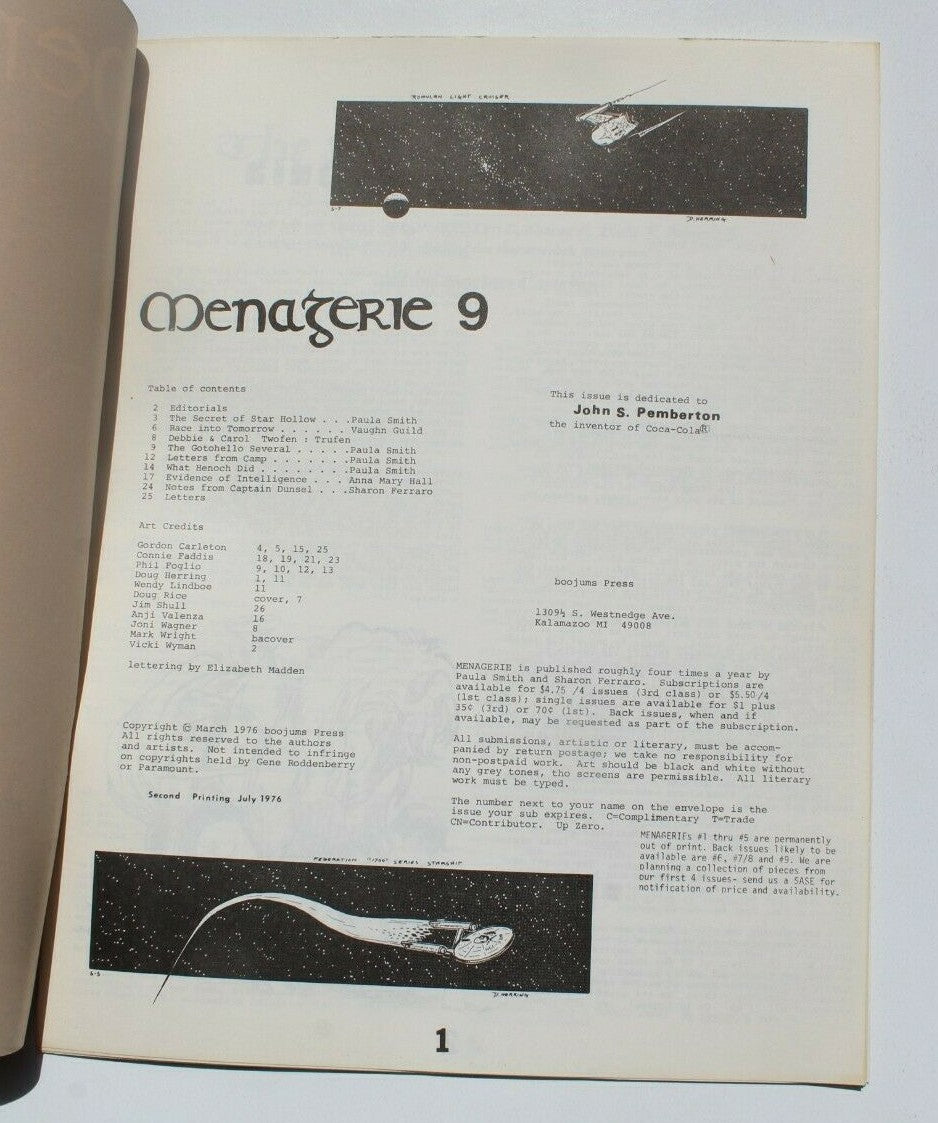 ROMULAN LIGHT CRUISER
S-7
D. HERRING
Menagerie 9
Table of contents
2 Editorials
3 The Secret of Star Hollow . . .Paula Smith
6 Race into Tomorrow . . . . . . Vaughn Guild
8 Debbie & Carol Twofen : Trufen
9 The Gotohello Several . . . . .Paula Smith
12 Letters from Camp . . . . . . .Paula Smith
14 What Henoch Did . . . . . . . .Paula Smith
17 Evidence of Intelligence . . . Anna Mary Hall
24 Notes from Captain Dunsel . . .Sharon Ferraro
25 Letters
This issue is dedicated to
John S. Pemberton
the inventor of Coca-Cola®
Art Credits
Gordon Carleton 4, 5, 15, 25
Connie Faddis 18, 19, 21, 23
Phil Foglio 9, 10, 12, 13
Doug Herring 1, 11
Wendy Lindboe 11
Doug Rice cover, 7
Jim Shull 26
Anji Valenza 16
Joni Wagner 8
Mark Wright bacover
Vicki Wyman 2
lettering by Elizabeth Madden
boojums Press
1309½ S. Westnedge Ave.
Kalamazoo MI 49008
Copyright © March 1976 boojums Press
All rights reserved to the authors
and artists. Not intended to infringe
on copyrights held by Gene Roddenberry
or Paramount.
Second Printing July 1976
MENAGERIE is published roughly four times a year by
Paula Smith and Sharon Ferraro. Subscriptions are
available for $4.75 /4 issues (3rd class) or $5.50/4
(1st class); single issues are available for $1 plus
35¢ (3rd) or 70¢ (1st). Back issues, when and if
available, may be requested as part of the subscription.
All submissions, artistic or literary, must be accom-
panied by return postage; we take no responsibility for
non-postpaid work. Art should be black and white without
any grey tones, tho screens are permissible. All literary
work must be typed.
The number next to your name on the envelope is the
issue your sub expires. C=Complimentary T=Trade
CN=Contributor. Up Zero.
MENAGERIEs #1 thru #5 are permanently
out of print. Back issues likely to be
available are #6, #7/8 and #9. We are
planning a collection of pieces from
our first 4 issues- send us a SASE for
notification of price and availability.
FEDERATION "1700" SERIES STARSHIP
S-5
D. HERRING
1